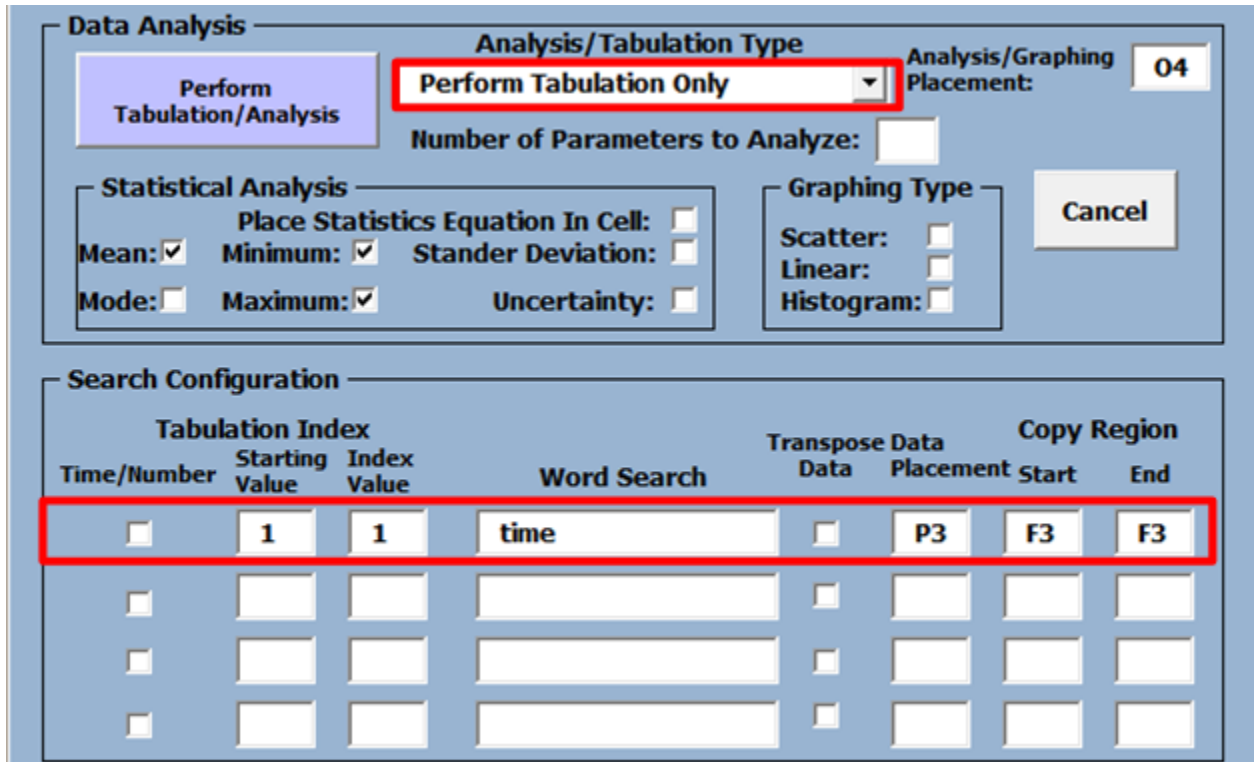 Data Analysis
Analysis/Tabulation Type
Perform
Tabulation/Analysis
Perform Tabulation Only
Analysis/Graphing
Placement:
O4
Number of Parameters to Analyze:
Statistical Analysis
Place Statistics Equation In Cell:
Mean: Minimum: Stander Deviation:
Mode: Maximum: Uncertainty:
Graphing Type
Scatter:
Linear:
Histogram:
Cancel
Search Configuration
Tabulation Index
Time/Number
Starting
Value
Index
Value
Word Search
Transpose
Data
Data
Placement
Copy Region
Start End
1 1 time P3 F3 F3